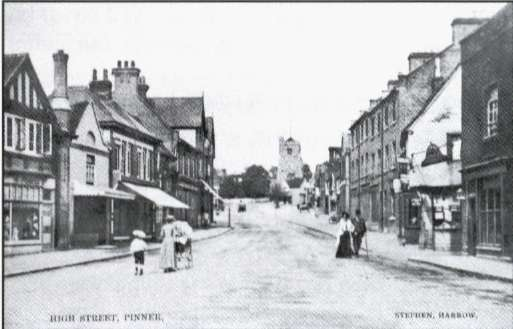 HIGH STREET, PINNER,
STEPHEN, HARROW.